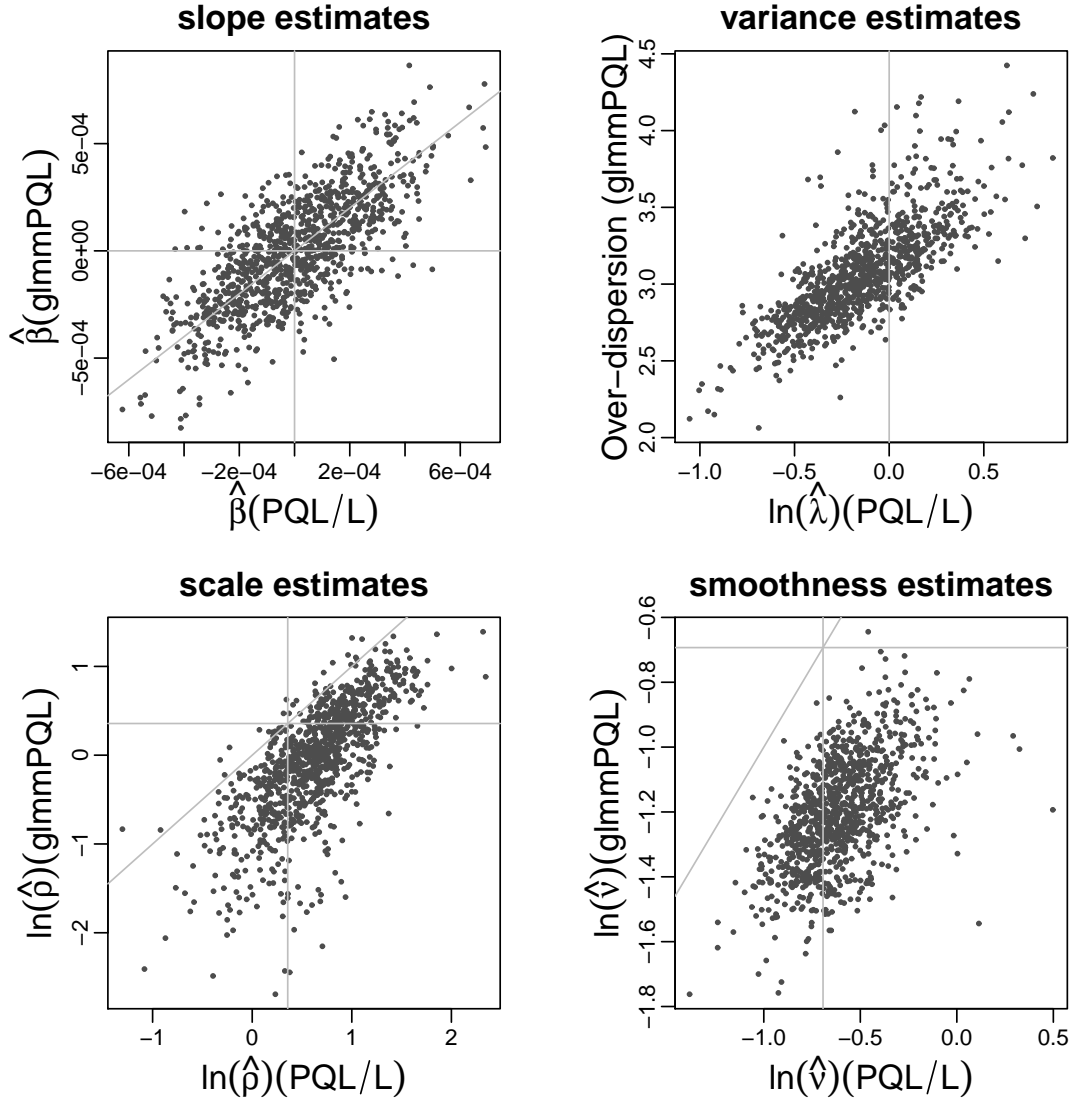 slope estimates
variance estimates
β̂(glmmPQL)
5e−04
0e+00
−5e−04
−6e−04
−2e−04
2e−04
6e−04
β̂(PQL/L)
Over−dispersion (glmmPQL)
4.5
4.0
3.5
3.0
2.5
2.0
−1.0
−0.5
0.0
0.5
ln(λ̂)(PQL/L)
scale estimates
smoothness estimates
ln(ρ̂)(glmmPQL)
1
0
−1
−2
−1
0
1
2
ln(ρ̂)(PQL/L)
ln(ν̂)(glmmPQL)
−0.6
−0.8
−1.0
−1.2
−1.4
−1.6
−1.8
−1.0
−0.5
0.0
0.5
ln(ν̂)(PQL/L)